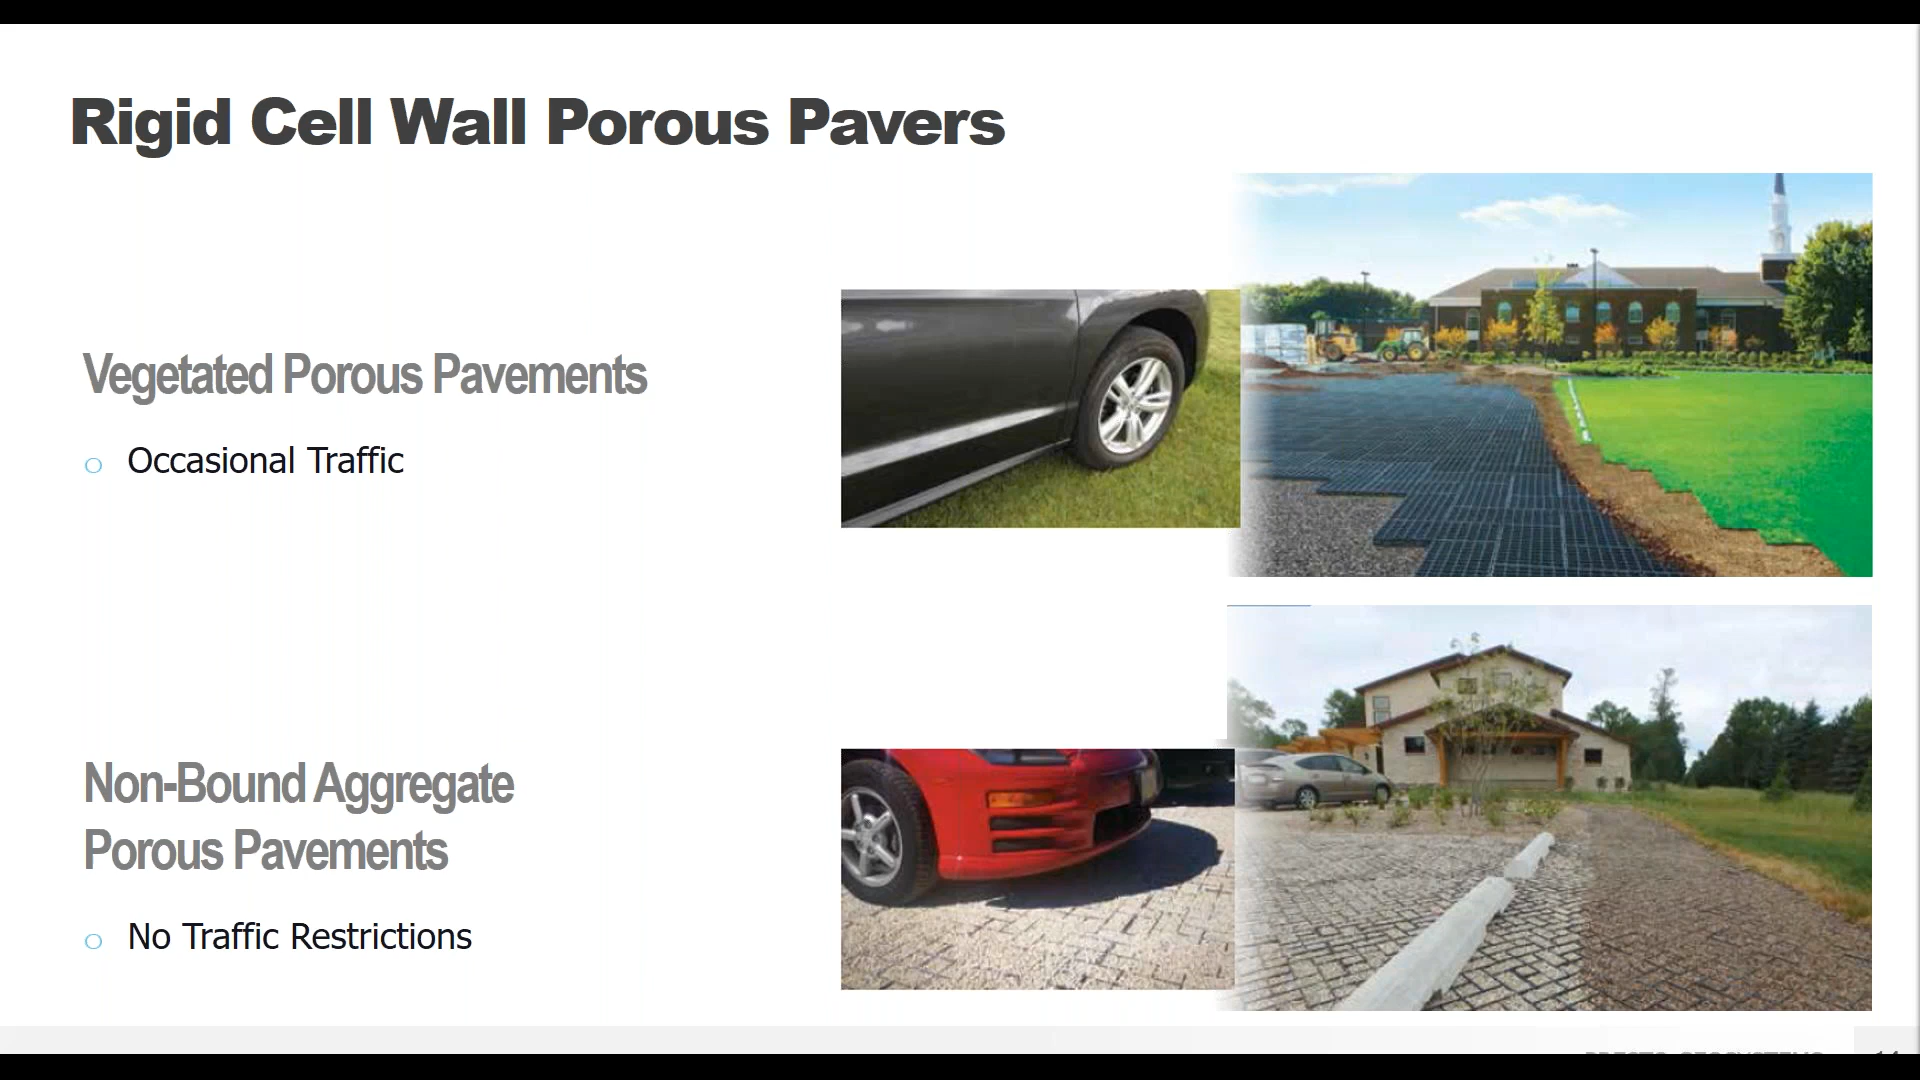 Rigid Cell Wall Porous Pavers
Vegetated Porous Pavements
o Occasional Traffic
Non-Bound Aggregate
Porous Pavements
o No Traffic Restrictions